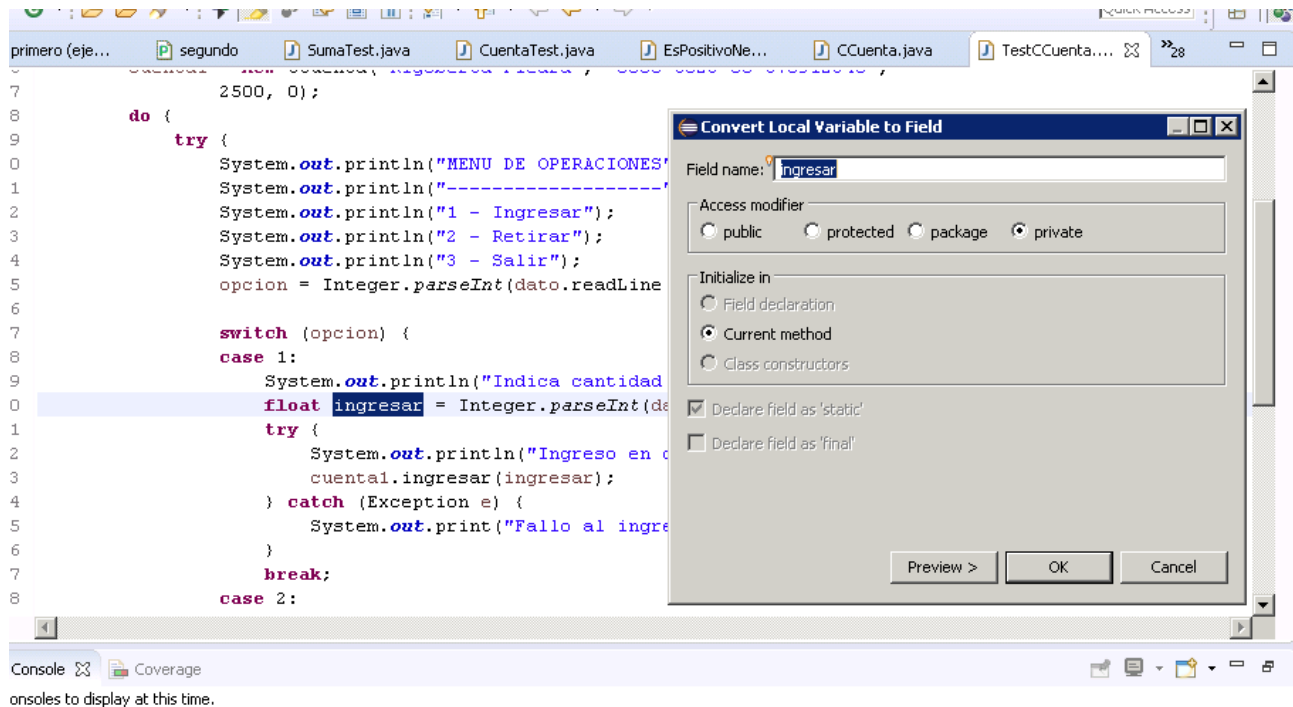 Quick Access
primero (eje... segundo SumaTest.java CuentaTest.java EsPositivoNe... CCuenta.java TestCCuenta.... »28
7 2500, 0);
8 do {
9 try {
0 System.out.println("MENU DE OPERACIONES"
1 System.out.println("-------------------"
2 System.out.println("1 - Ingresar");
3 System.out.println("2 - Retirar");
4 System.out.println("3 - Salir");
5 opcion = Integer.parseInt(dato.readLine
6
7 switch (opcion) {
8 case 1:
9 System.out.println("Indica cantidad
0 float ingresar = Integer.parseInt(da
1 try {
2 System.out.println("Ingreso en c
3 cuenta1.ingresar(ingresar);
4 } catch (Exception e) {
5 System.out.print("Fallo al ingre
6 }
7 break;
8 case 2:
Convert Local Variable to Field
Field name: ingresar
Access modifier
public protected package private
Initialize in
Field declaration
Current method
Class constructors
Declare field as 'static'
Declare field as 'final'
Preview > OK Cancel
Console Coverage
onsoles to display at this time.